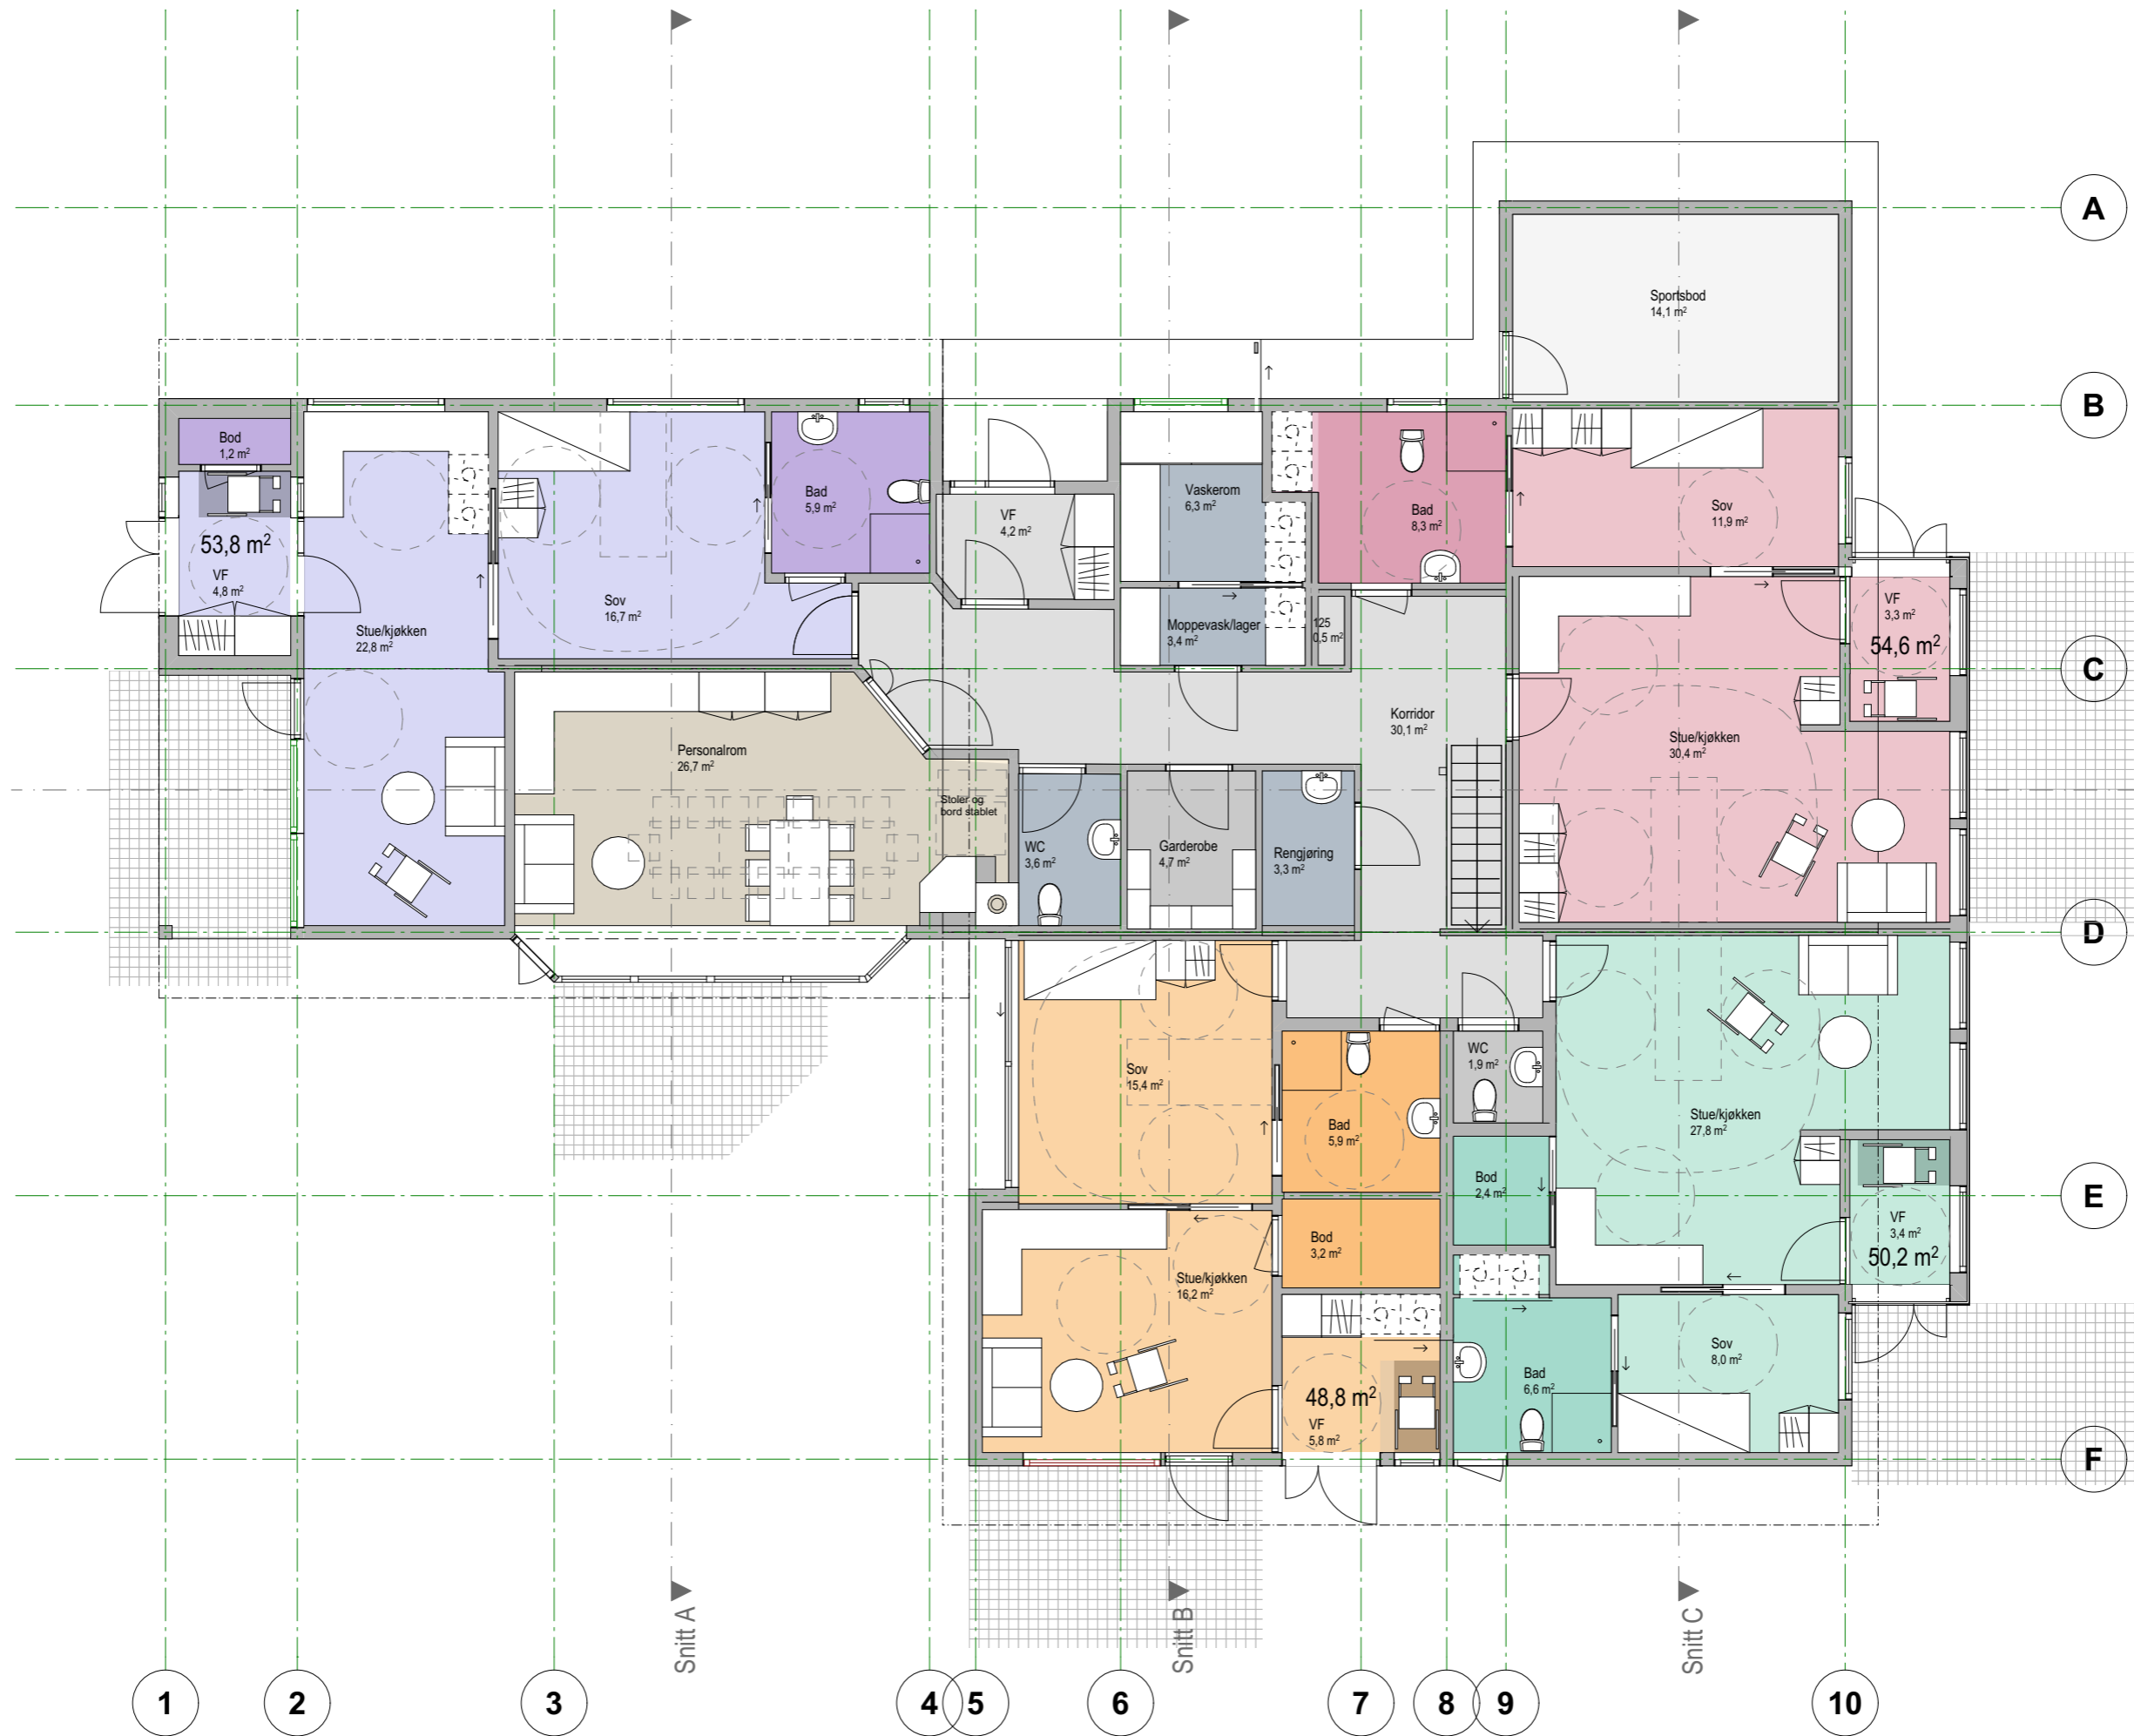 A
Sportsbod
14,1 m²
B
Bod
1,2 m²
Bad
5,9 m²
VF
4,2 m²
Vaskerom
6,3 m²
Bad
8,3 m²
Sov
11,9 m²
53,8 m²
VF
4,8 m²
Stue/kjøkken
22,8 m²
Sov
16,7 m²
Moppevask/lager
3,4 m²
125
0,5 m²
VF
3,3 m²
54,6 m²
C
Personalrom
26,7 m²
Korridor
30,1 m²
Stue/kjøkken
30,4 m²
Stoler og
bord stablet
WC
3,6 m²
Garderobe
4,7 m²
Rengjøring
3,3 m²
D
Sov
15,4 m²
Bad
5,9 m²
WC
1,9 m²
Stue/kjøkken
27,8 m²
Bod
2,4 m²
E
Bod
3,2 m²
VF
3,4 m²
50,2 m²
Stue/kjøkken
16,2 m²
48,8 m²
VF
5,8 m²
Bad
6,6 m²
Sov
8,0 m²
F
Snitt A
Snitt B
Snitt C
1
2
3
4
5
6
7
8
9
10